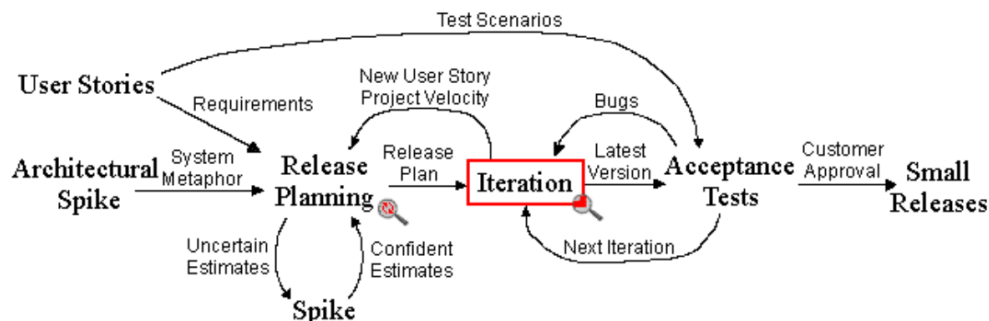 Test Scenarios
User Stories
New User Story
Project Velocity
Requirements
Bugs
Architectural
Spike
System
Metaphor
Release
Planning
Release
Plan
Iteration
Latest
Version
Acceptance
Tests
Customer
Approval
Small
Releases
Uncertain
Estimates
Confident
Estimates
Next Iteration
Spike